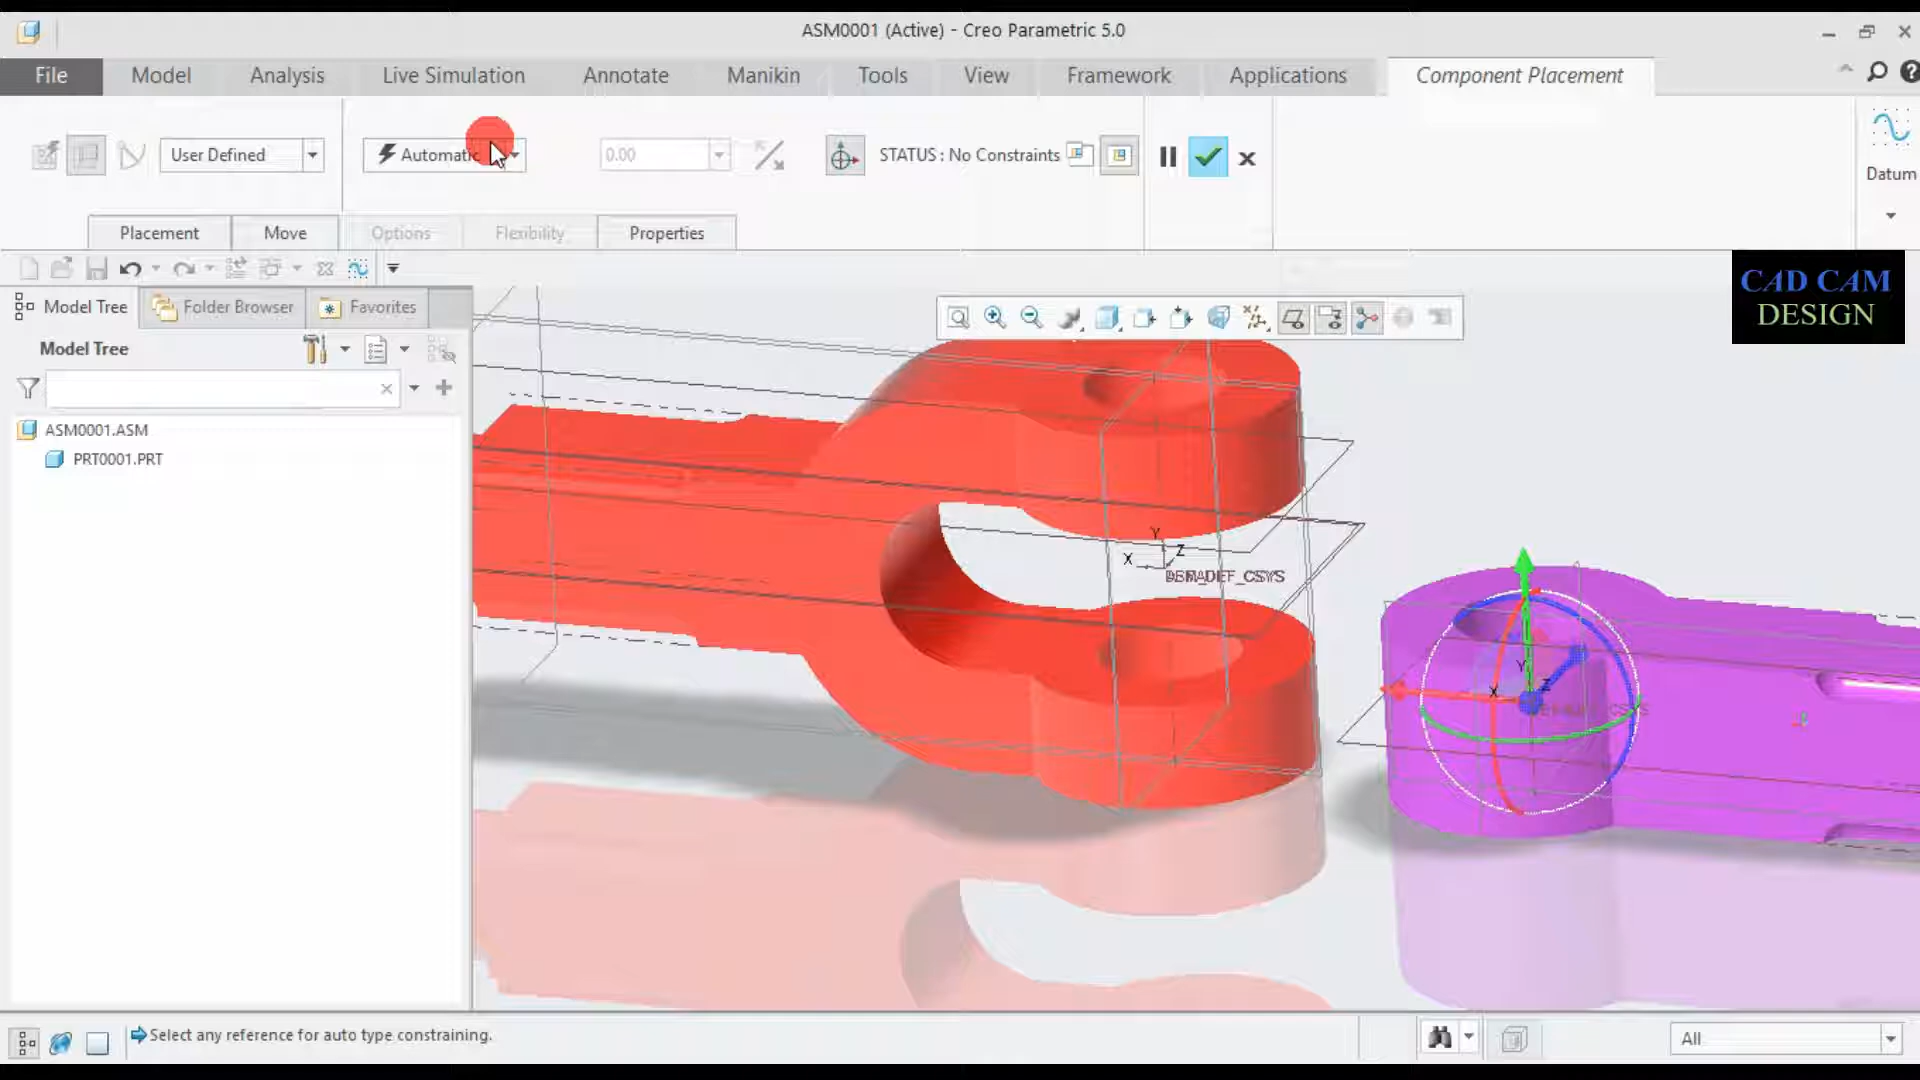 ASM0001 (Active) - Creo Parametric 5.0
File Model Analysis Live Simulation Annotate Manikin Tools View Framework Applications Component Placement
User Defined Automatic 0.00 STATUS : No Constraints
Datum
Placement Move Options Flexibility Properties
CAD CAM
DESIGN
Model Tree Folder Browser Favorites
Model Tree
ASM0001.ASM
PRT0001.PRT
Y
X Z
Y
X Z
Select any reference for auto type constraining.
All